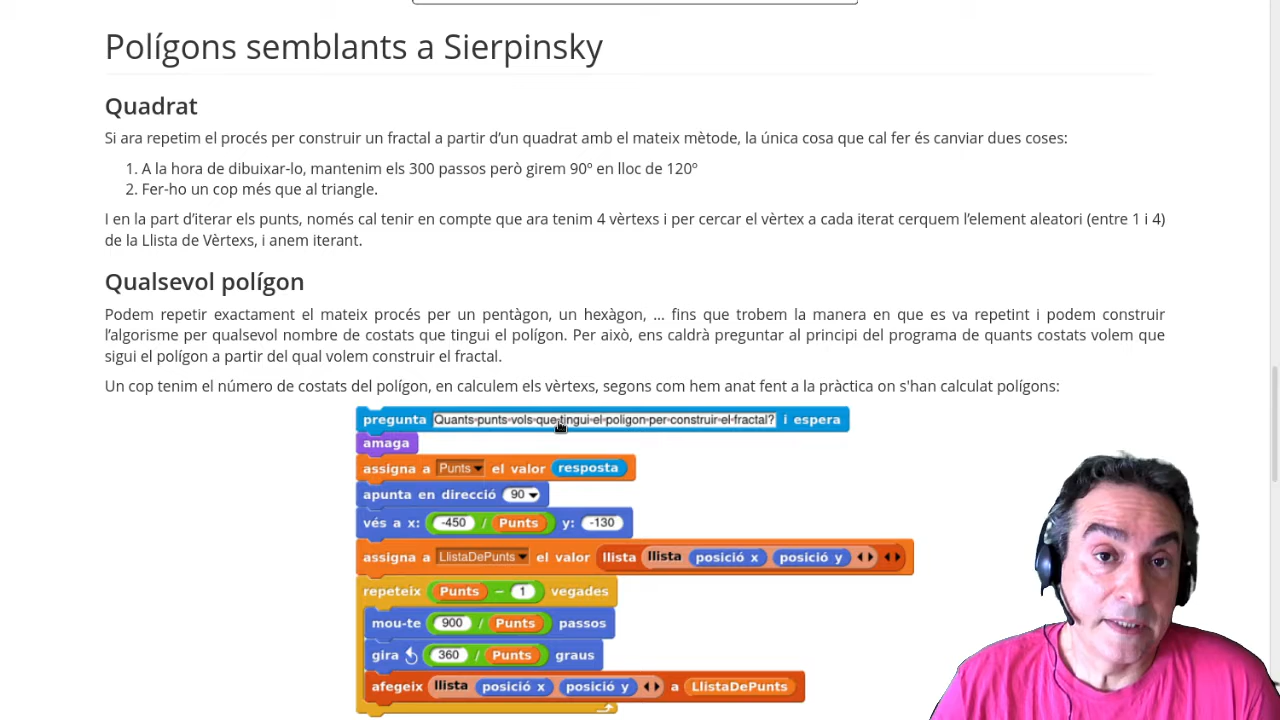 Polígons semblants a Sierpinsky
Quadrat
Si ara repetim el procés per construir un fractal a partir d’un quadrat amb el mateix mètode, la única cosa que cal fer és canviar dues coses:
1. A la hora de dibuixar-lo, mantenim els 300 passos però girem 90º en lloc de 120º
2. Fer-ho un cop més que al triangle.
I en la part d’iterar els punts, només cal tenir en compte que ara tenim 4 vèrtexs i per cercar el vèrtex a cada iterat cerquem l’element aleatori (entre 1 i 4)
de la Llista de Vèrtexs, i anem iterant.
Qualsevol polígon
Podem repetir exactament el mateix procés per un pentàgon, un hexàgon, ... fins que trobem la manera en que es va repetint i podem construir
l’algorisme per qualsevol nombre de costats que tingui el polígon. Per això, ens caldrà preguntar al principi del programa de quants costats volem que
sigui el polígon a partir del qual volem construir el fractal.
Un cop tenim el número de costats del polígon, en calculem els vèrtexs, segons com hem anat fent a la pràctica on s'han calculat polígons:
pregunta Quants·punts·vols·que·tingui·el·poligon·per·construir·el·fractal? i espera
amaga
assigna a Punts el valor resposta
apunta en direcció 90
vés a x: -450 / Punts y: -130
assigna a LlistaDePunts el valor llista llista posició x posició y
repeteix Punts − 1 vegades
mou-te 900 / Punts passos
gira 360 / Punts graus
afegeix llista posició x posició y a LlistaDePunts